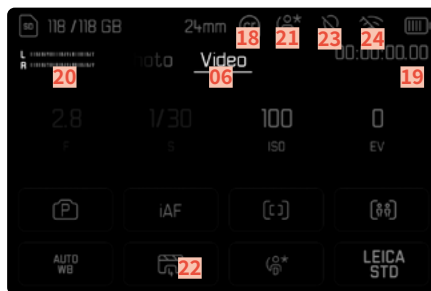 SD 118 /118 GB 24mm 18 21 23 24
L
R 20 Video 06 00:00:00.00 19
2.8 1/30 100 0
F S ISO EV
P iAF
AUTO WB 22 LEICA STD